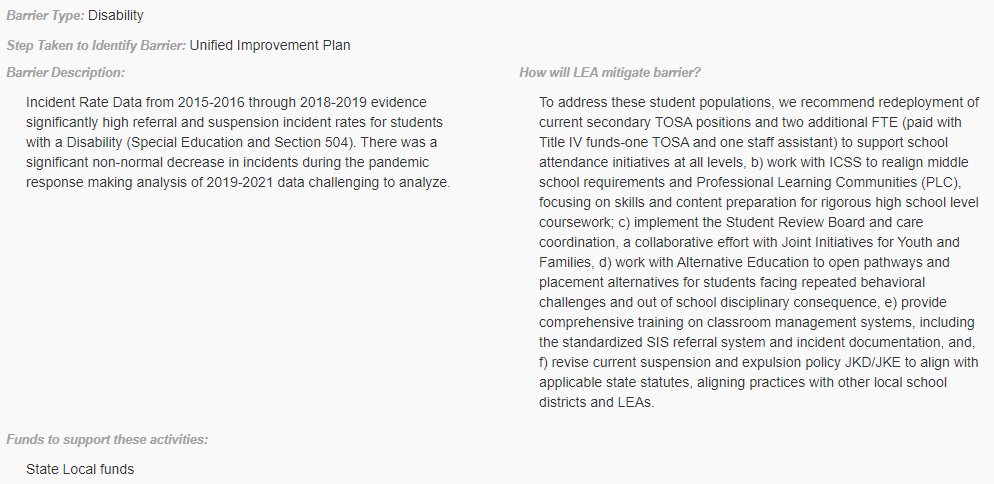 Barrier Type: Disability
Step Taken to Identify Barrier: Unified Improvement Plan
Barrier Description:
Incident Rate Data from 2015-2016 through 2018-2019 evidence
significantly high referral and suspension incident rates for students
with a Disability (Special Education and Section 504). There was a
significant non-normal decrease in incidents during the pandemic
response making analysis of 2019-2021 data challenging to analyze.
How will LEA mitigate barrier?
To address these student populations, we recommend redeployment of
current secondary TOSA positions and two additional FTE (paid with
Title IV funds-one TOSA and one staff assistant) to support school
attendance initiatives at all levels, b) work with ICSS to realign middle
school requirements and Professional Learning Communities (PLC),
focusing on skills and content preparation for rigorous high school level
coursework; c) implement the Student Review Board and care
coordination, a collaborative effort with Joint Initiatives for Youth and
Families, d) work with Alternative Education to open pathways and
placement alternatives for students facing repeated behavioral
challenges and out of school disciplinary consequence, e) provide
comprehensive training on classroom management systems, including
the standardized SIS referral system and incident documentation, and,
f) revise current suspension and expulsion policy JKD/JKE to align with
applicable state statutes, aligning practices with other local school
districts and LEAs.
Funds to support these activities:
State Local funds